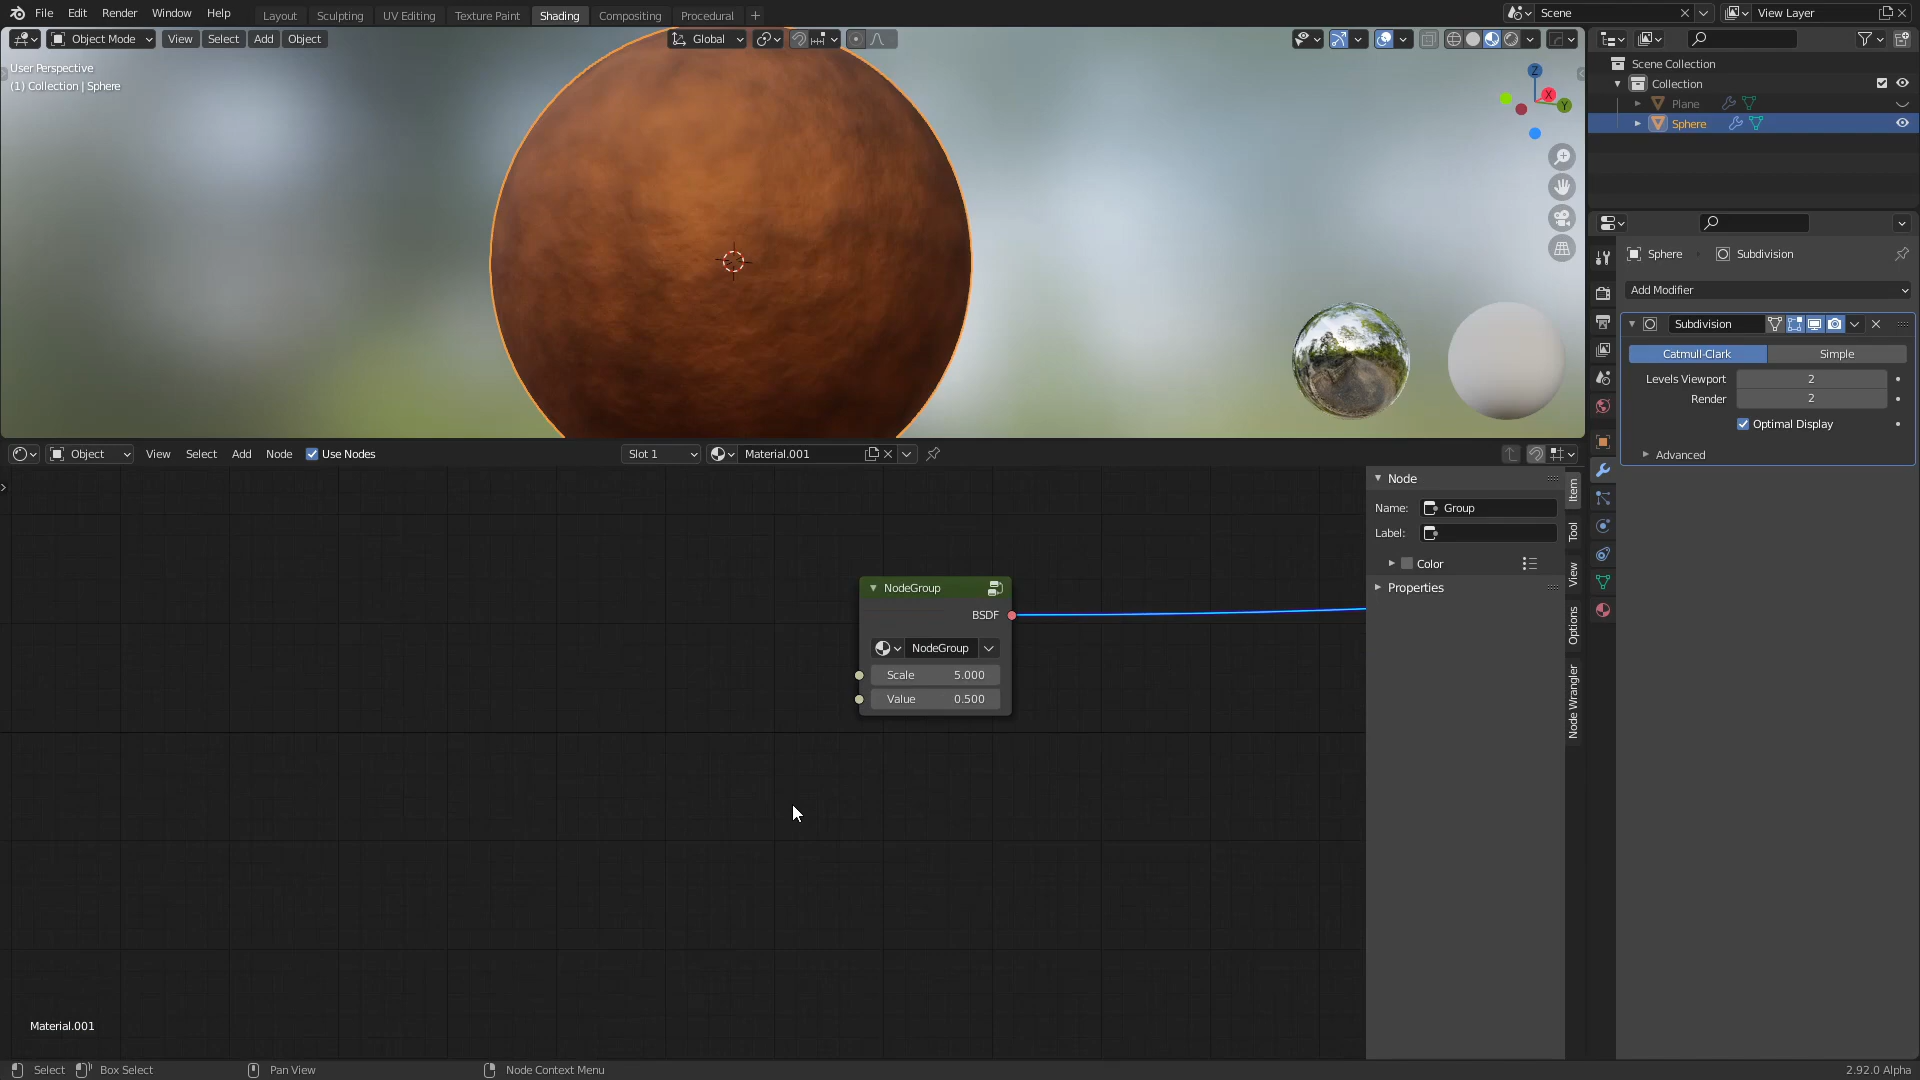 File Edit Render Window Help Layout Sculpting UV Editing Texture Paint Shading Compositing Procedural + Scene View Layer
Object Mode View Select Add Object Global
User Perspective
(1) Collection | Sphere
Z
X
Y
Scene Collection
Collection
Plane
Sphere
Sphere Subdivision
Add Modifier
Subdivision
Catmull-Clark Simple
Levels Viewport 2
Render 2
Optimal Display
Advanced
Object View Select Add Node Use Nodes Slot 1 Material.001
Node
Name: Group
Label:
Color
Properties
Item
Tool
View
Options
Node Wrangler
NodeGroup
BSDF
NodeGroup
Scale 5.000
Value 0.500
Material.001
Select Box Select Pan View Node Context Menu 2.92.0 Alpha